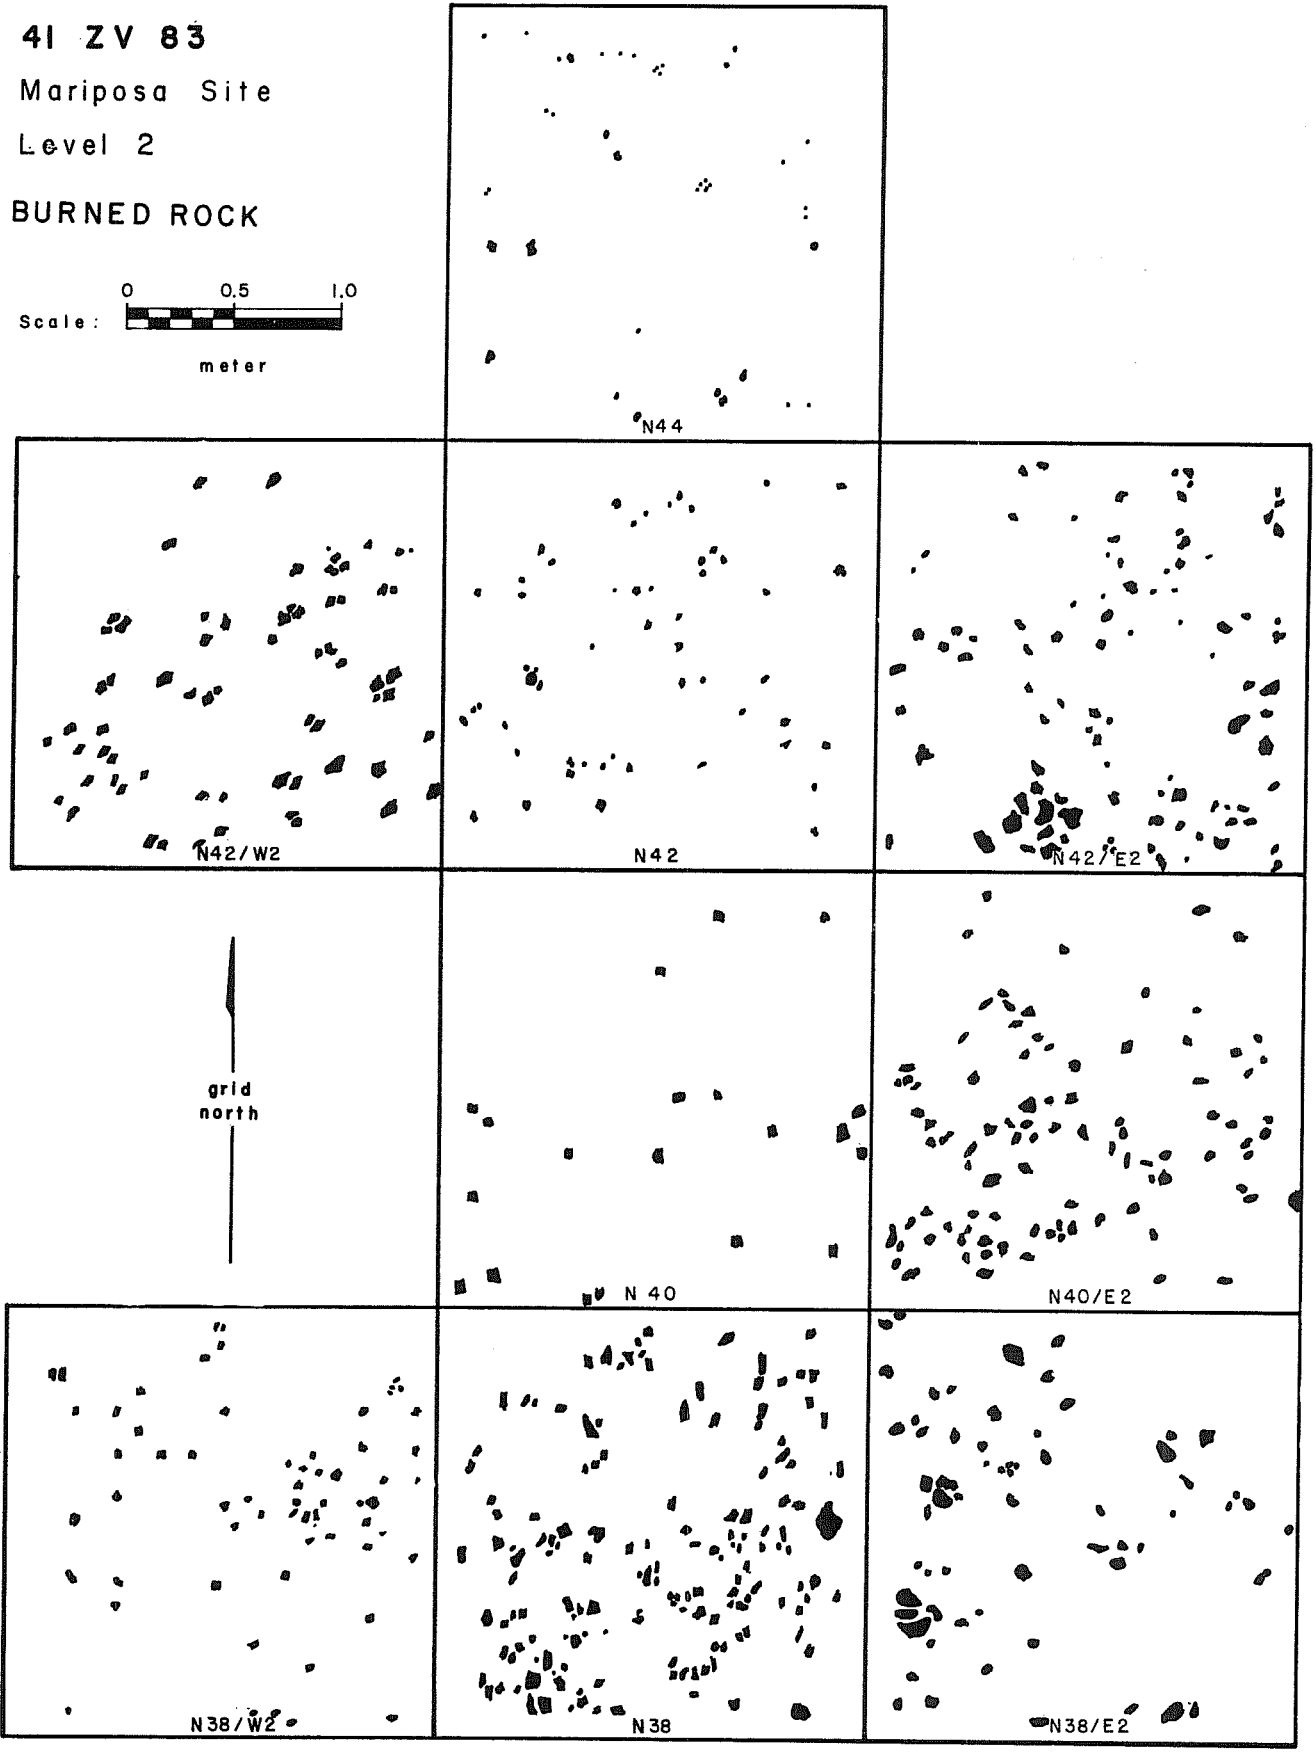 41 ZV 83
Mariposa Site
Level 2
BURNED ROCK
0 0.5 1.0
Scale:
meter
N44
N42/W2
N42
N42/E2
grid
north
N 40
N40/E2
N38/W2
N38
N38/E2